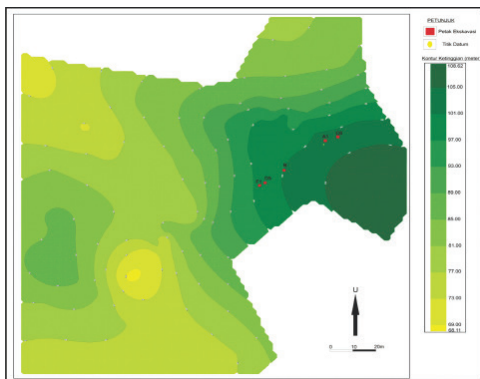 PETUNJUK
Petak Ekskavasi
Titik Datum
Kontur Ketinggian (meter)
108.62
105.00
101.00
97.00
93.00
89.00
85.00
81.00
77.00
73.00
69.00
68.11
U
0 10 20m